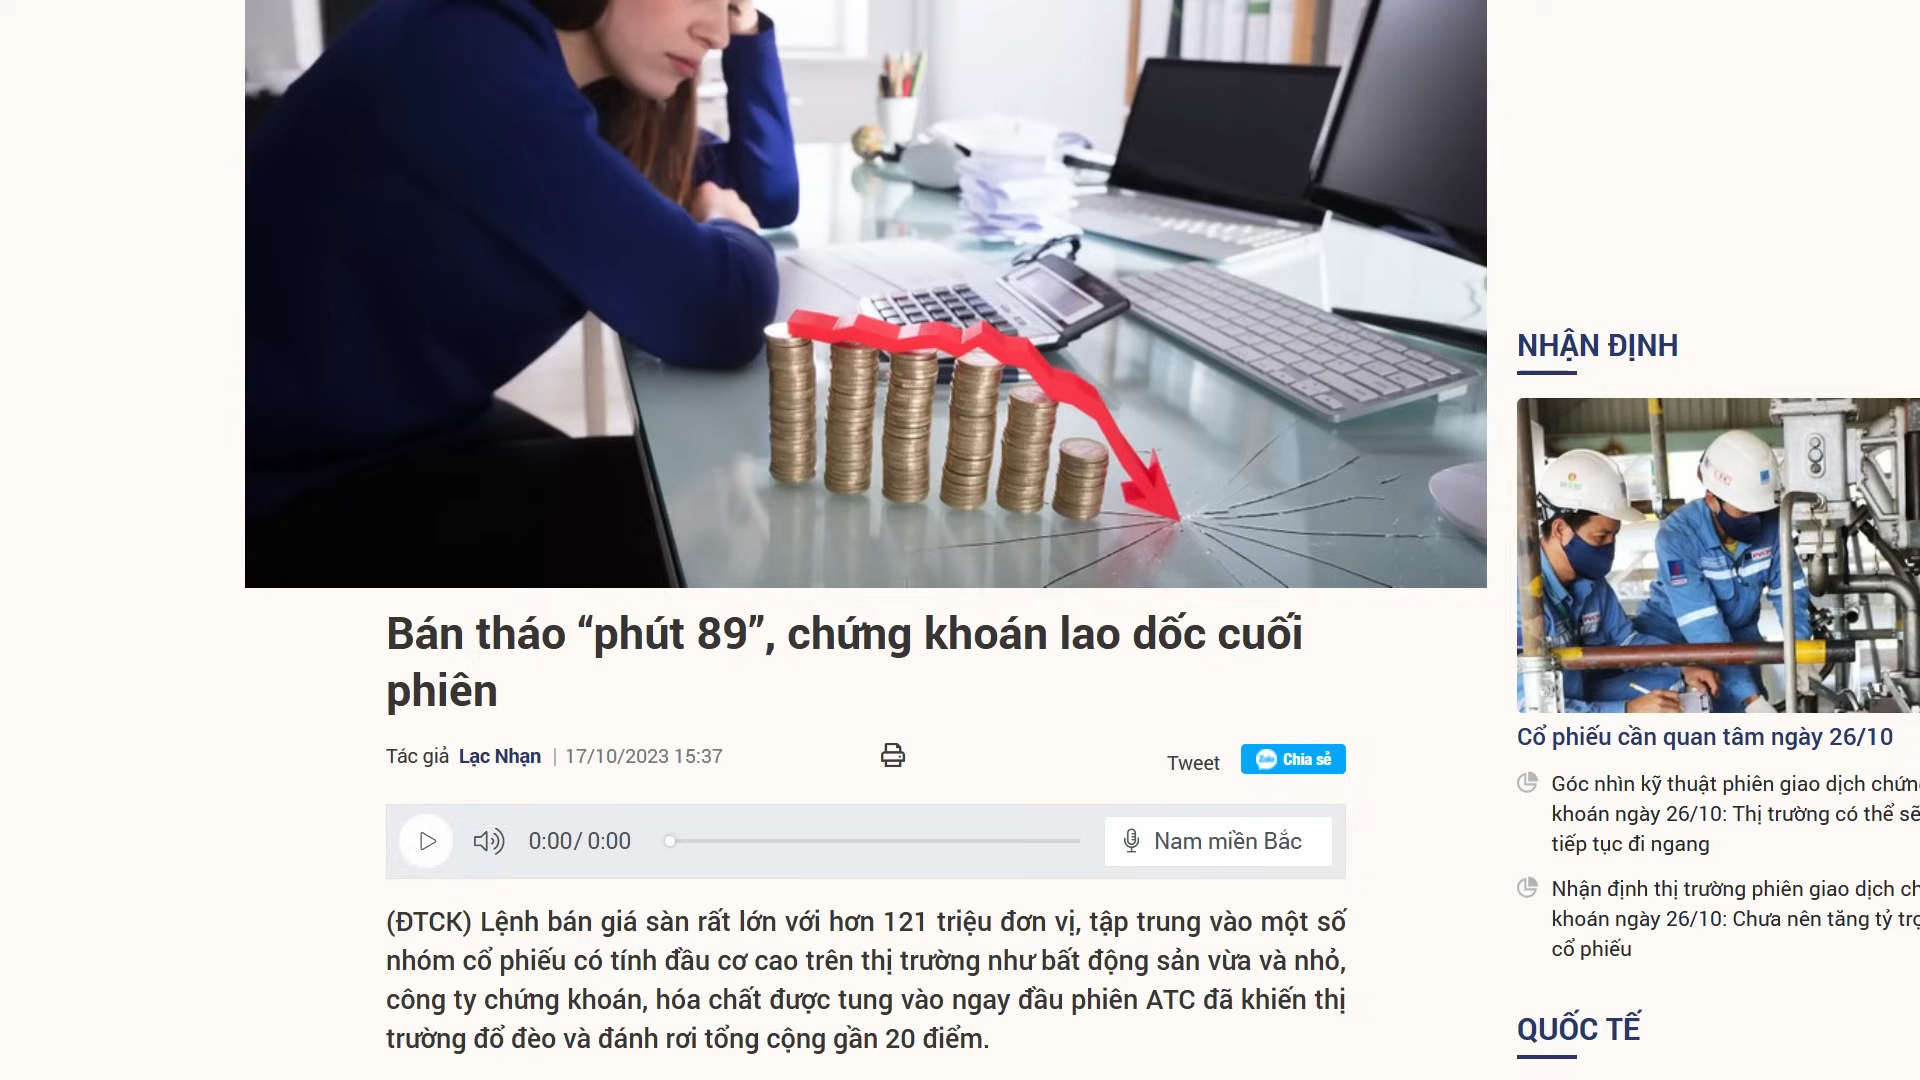 Bán tháo “phút 89”, chứng khoán lao dốc cuối
phiên
Tác giả Lạc Nhạn | 17/10/2023 15:37
Tweet
Zalo Chia sẻ
0:00/ 0:00
Nam miền Bắc
(ĐTCK) Lệnh bán giá sàn rất lớn với hơn 121 triệu đơn vị, tập trung vào một số
nhóm cổ phiếu có tính đầu cơ cao trên thị trường như bất động sản vừa và nhỏ,
công ty chứng khoán, hóa chất được tung vào ngay đầu phiên ATC đã khiến thị
trường đổ đèo và đánh rơi tổng cộng gần 20 điểm.
NHẬN ĐỊNH
Cổ phiếu cần quan tâm ngày 26/10
Góc nhìn kỹ thuật phiên giao dịch
khoán ngày 26/10: Thị trường có thể sẽ
tiếp tục đi ngang
Nhận định thị trường phiên giao dịch
khoán ngày 26/10: Chưa nên tăng tỷ
cổ phiếu
QUỐC TẾ